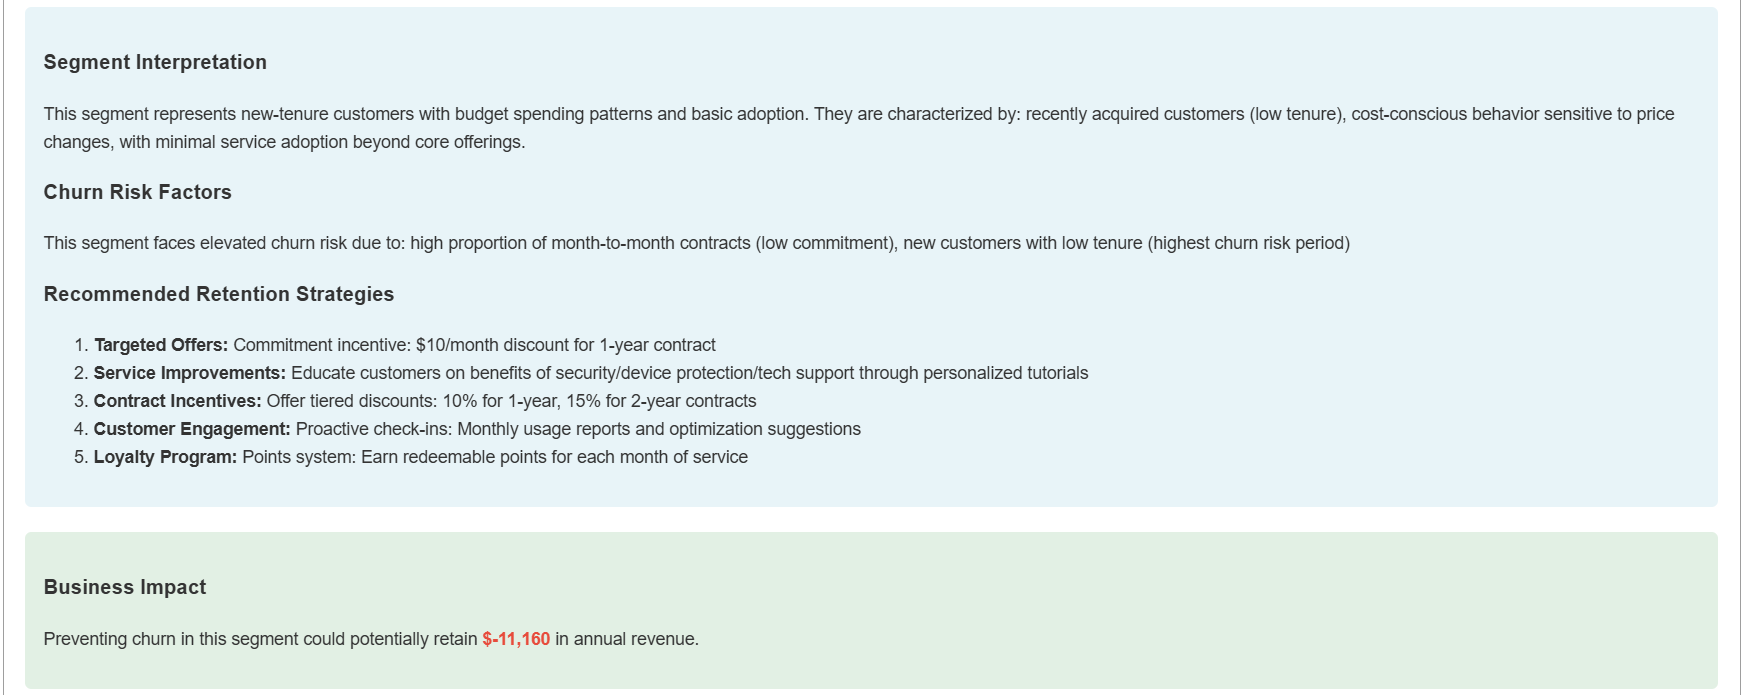 Segment Interpretation
This segment represents new-tenure customers with budget spending patterns and basic adoption. They are characterized by: recently acquired customers (low tenure), cost-conscious behavior sensitive to price
changes, with minimal service adoption beyond core offerings.
Churn Risk Factors
This segment faces elevated churn risk due to: high proportion of month-to-month contracts (low commitment), new customers with low tenure (highest churn risk period)
Recommended Retention Strategies
1. Targeted Offers: Commitment incentive: $10/month discount for 1-year contract
2. Service Improvements: Educate customers on benefits of security/device protection/tech support through personalized tutorials
3. Contract Incentives: Offer tiered discounts: 10% for 1-year, 15% for 2-year contracts
4. Customer Engagement: Proactive check-ins: Monthly usage reports and optimization suggestions
5. Loyalty Program: Points system: Earn redeemable points for each month of service
Business Impact
Preventing churn in this segment could potentially retain $-11,160 in annual revenue.